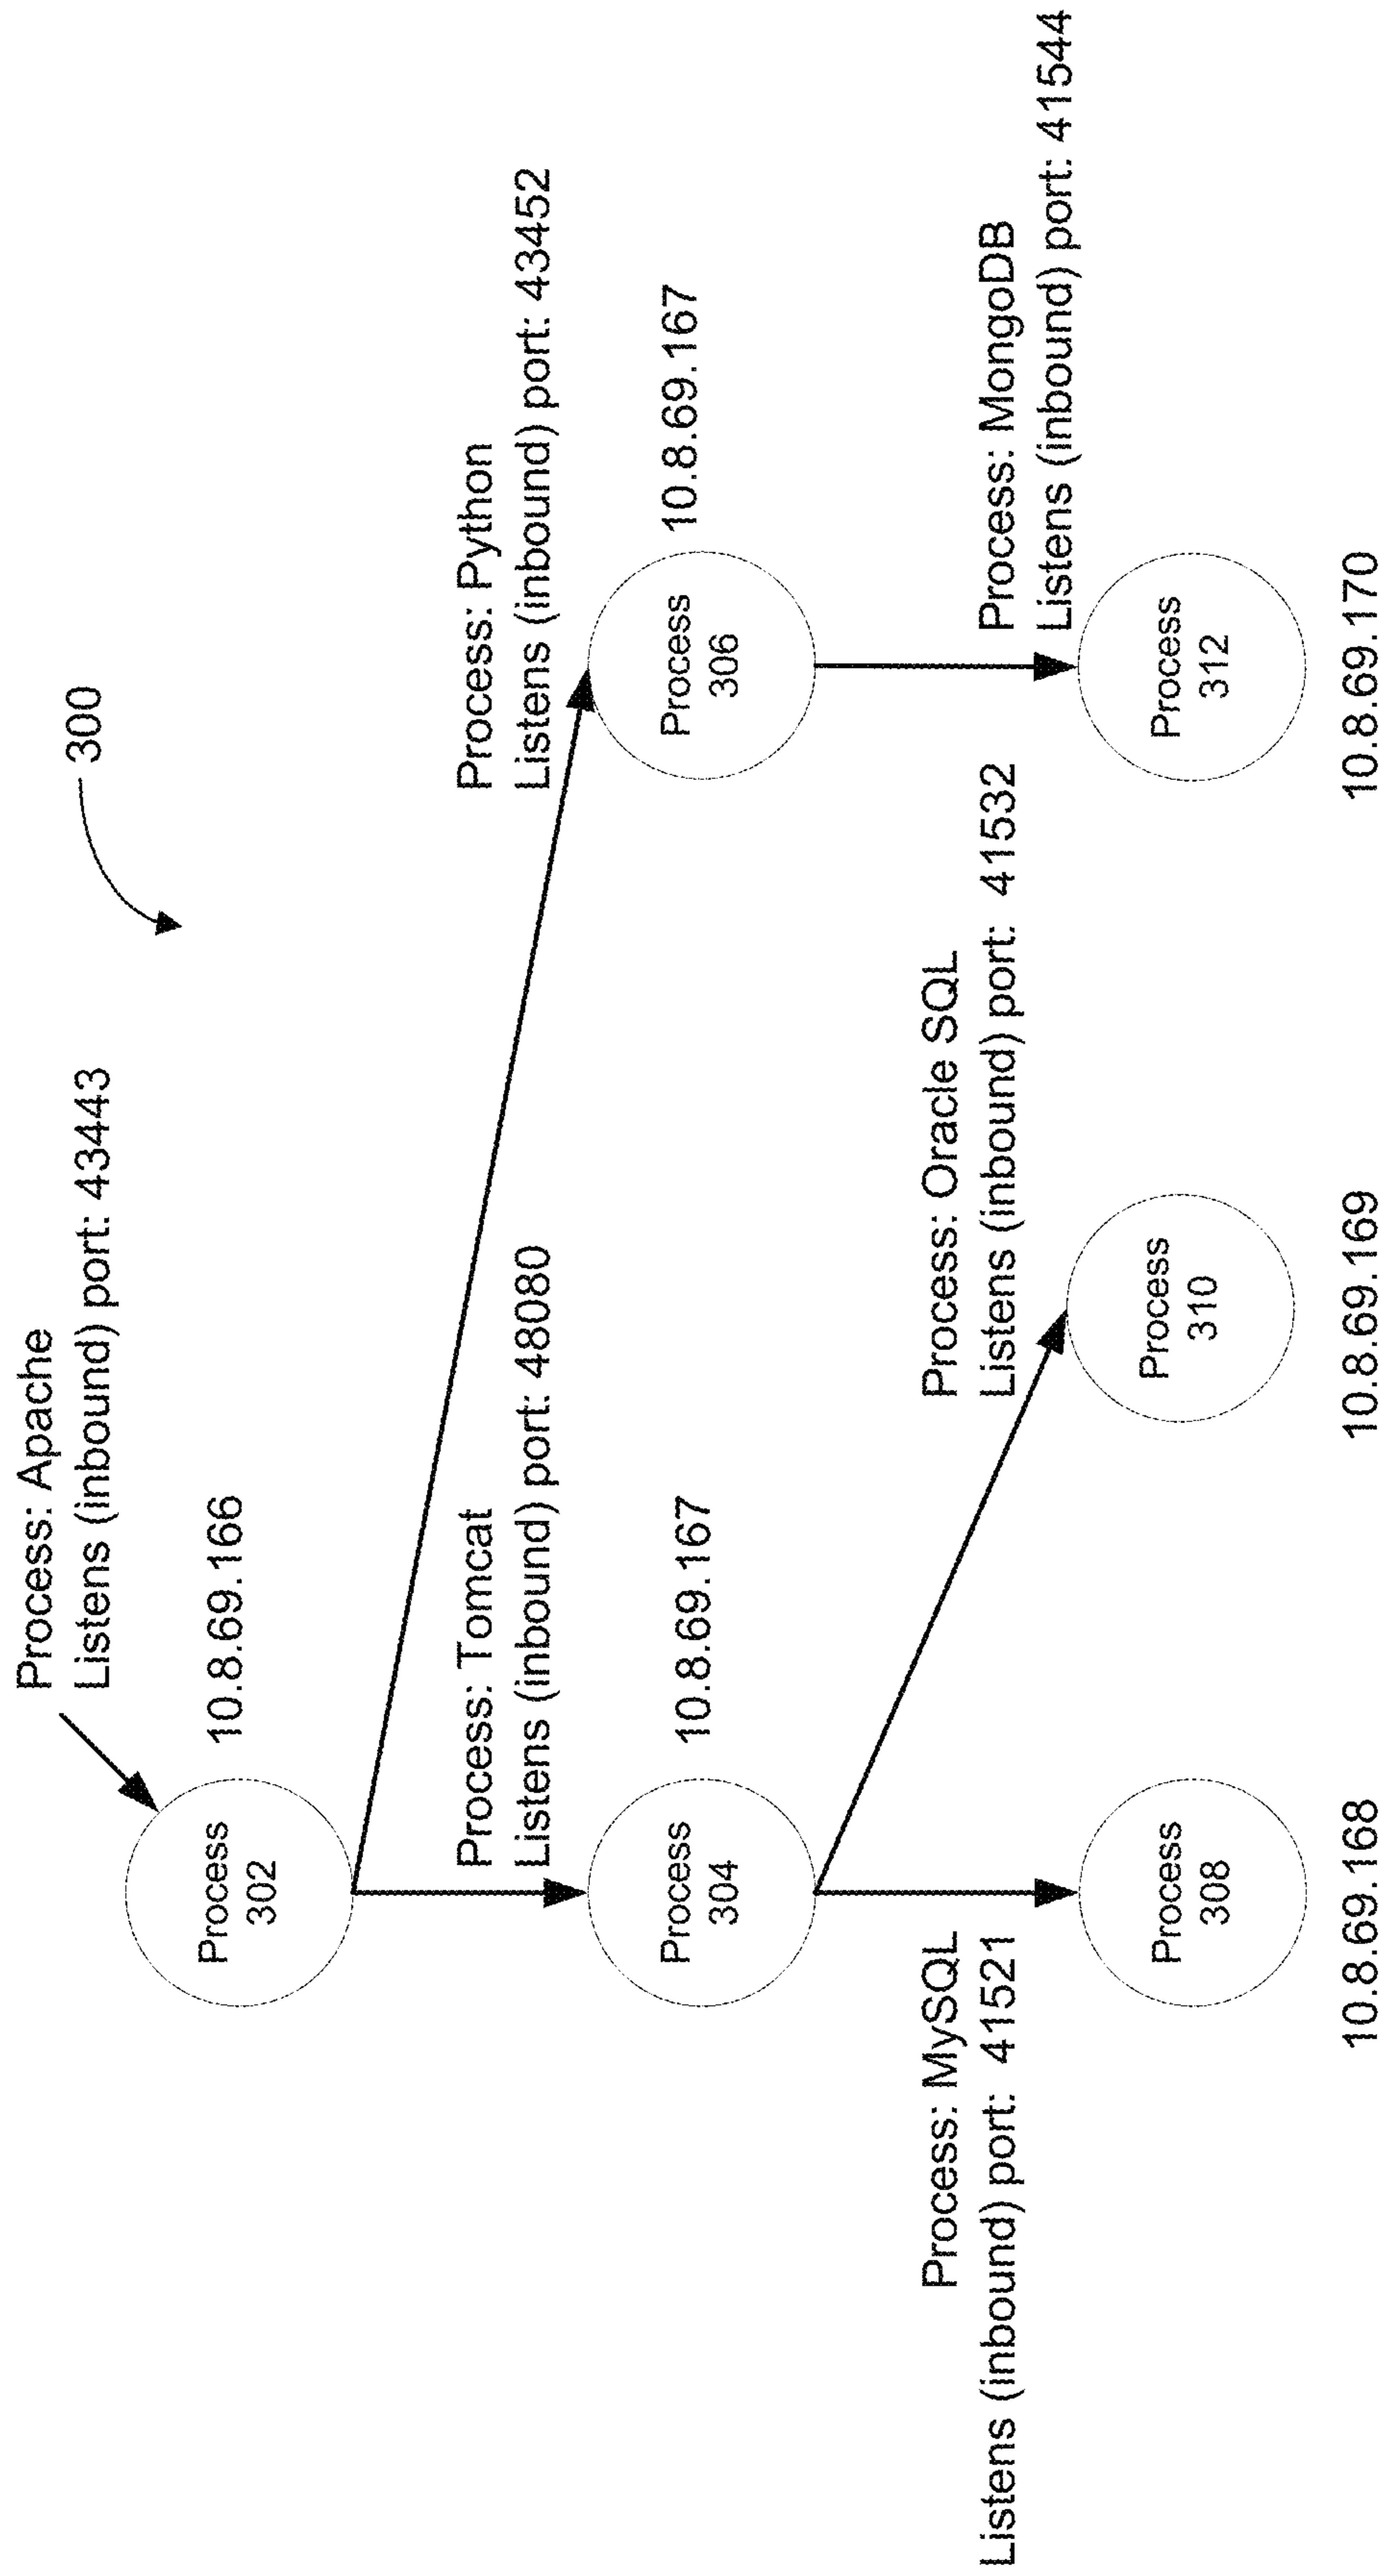 300
Process: Apache
Listens (inbound) port: 43443
Process
302
10.8.69.166
Process: Tomcat
Listens (inbound) port: 48080
Process: Python
Listens (inbound) port: 43452
Process
304
10.8.69.167
Process
306
10.8.69.167
Process: MySQL
Listens (inbound) port: 41521
Process: Oracle SQL
Listens (inbound) port: 41532
Process: MongoDB
Listens (inbound) port: 41544
Process
308
Process
310
Process
312
10.8.69.168
10.8.69.169
10.8.69.170